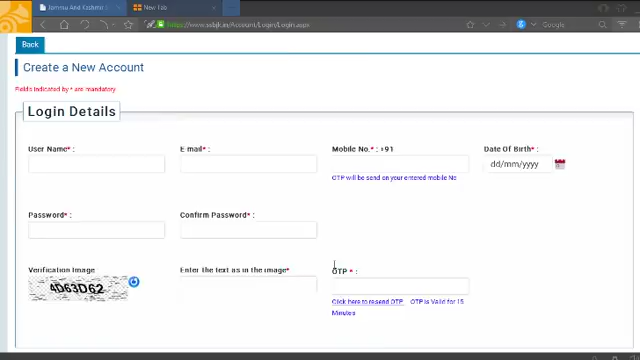 Jammu And Kashmir
New Tab
https://www.ssbjk.in/Account/Login/Login.aspx
Google
Back
Create a New Account
Fields indicated by * are mandatory
Login Details
User Name* :
E-mail* :
Mobile No.* : +91
Date Of Birth* :
dd/mm/yyyy
OTP will be send on your entered mobile No
Password* :
Confirm Password* :
Verification Image
Enter the text as in the image*
OTP * :
4D63D62
Click here to resend OTP OTP is Valid for 15
Minutes